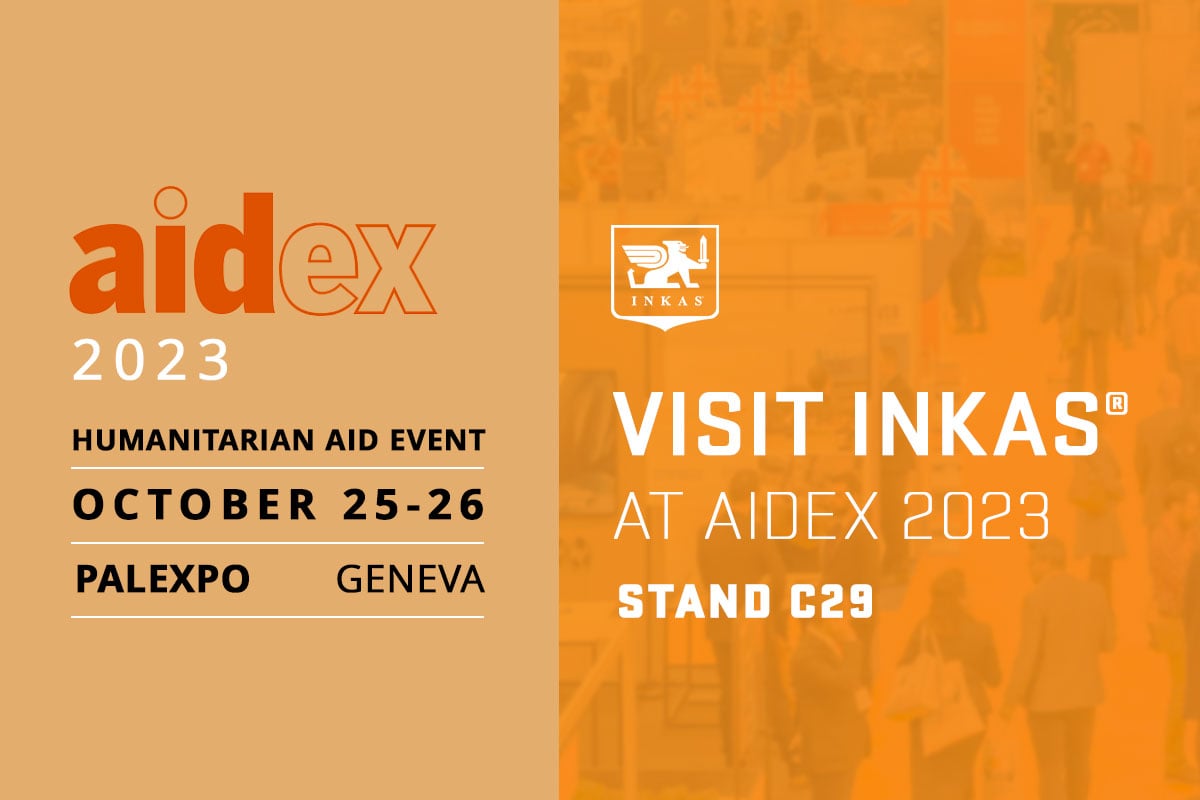 aidex
2023
HUMANITARIAN AID EVENT
OCTOBER 25-26
PALEXPO GENEVA
INKAS
VISIT INKAS®
AT AIDEX 2023
STAND C29